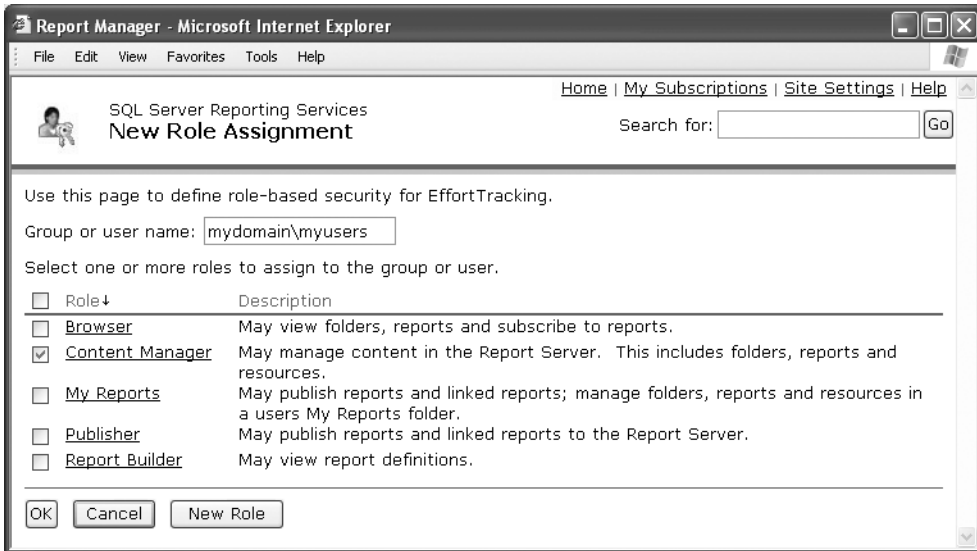 Report Manager - Microsoft Internet Explorer
File Edit View Favorites Tools Help
Home | My Subscriptions | Site Settings | Help
SQL Server Reporting Services
New Role Assignment
Search for: Go
Use this page to define role-based security for EffortTracking.
Group or user name: mydomain\myusers
Select one or more roles to assign to the group or user.
Role↓ Description
Browser May view folders, reports and subscribe to reports.
Content Manager May manage content in the Report Server. This includes folders, reports and
resources.
My Reports May publish reports and linked reports; manage folders, reports and resources in
a users My Reports folder.
Publisher May publish reports and linked reports to the Report Server.
Report Builder May view report definitions.
OK Cancel New Role